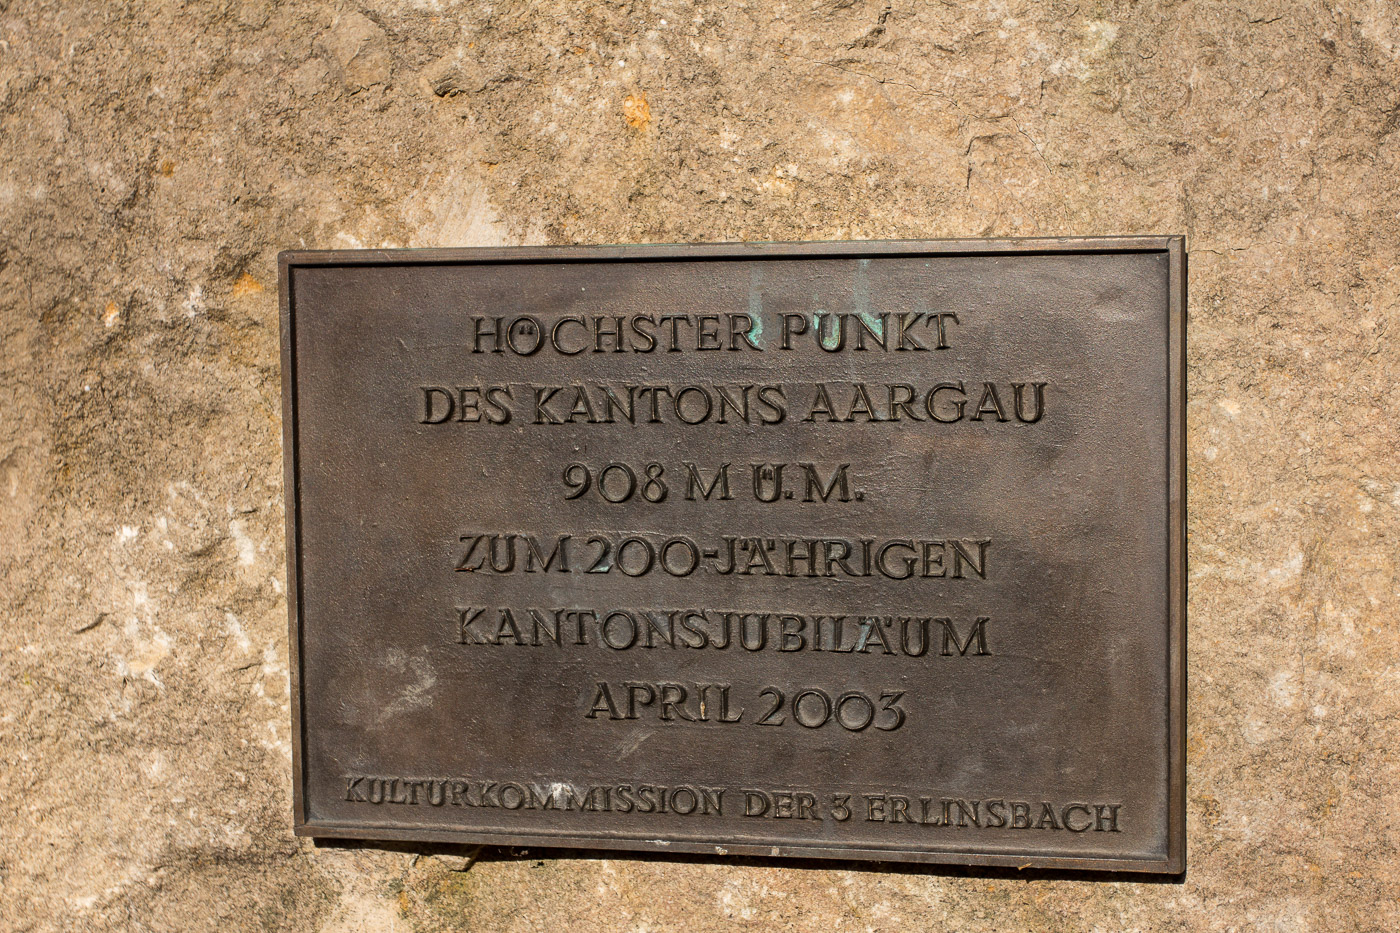 HÖCHSTER PUNKT
DES KANTONS AARGAU
908 M Ü.M.
ZUM 200-JÄHRIGEN
KANTONSJUBILÄUM
APRIL 2003
KULTURKOMMISSION DER 3 ERLINSBACH